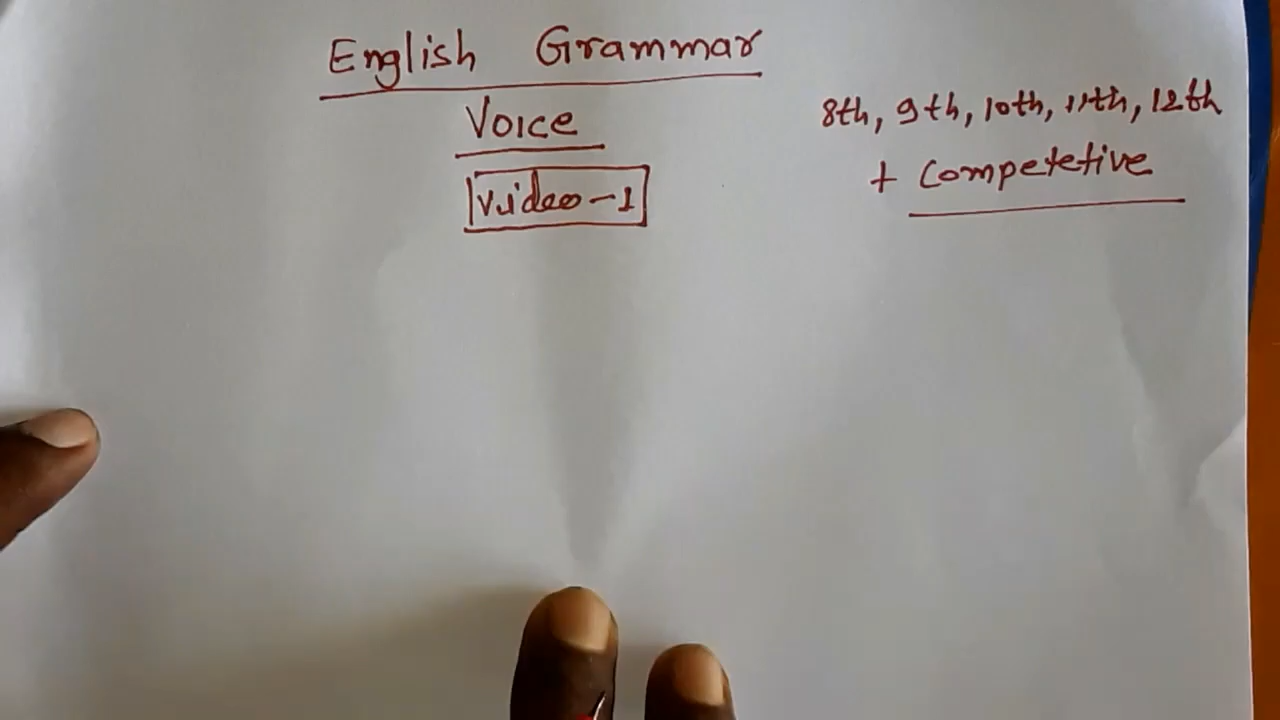 English Grammar
Voice
Video-1
8th, 9th, 10th, 11th, 12th
+ Competetive